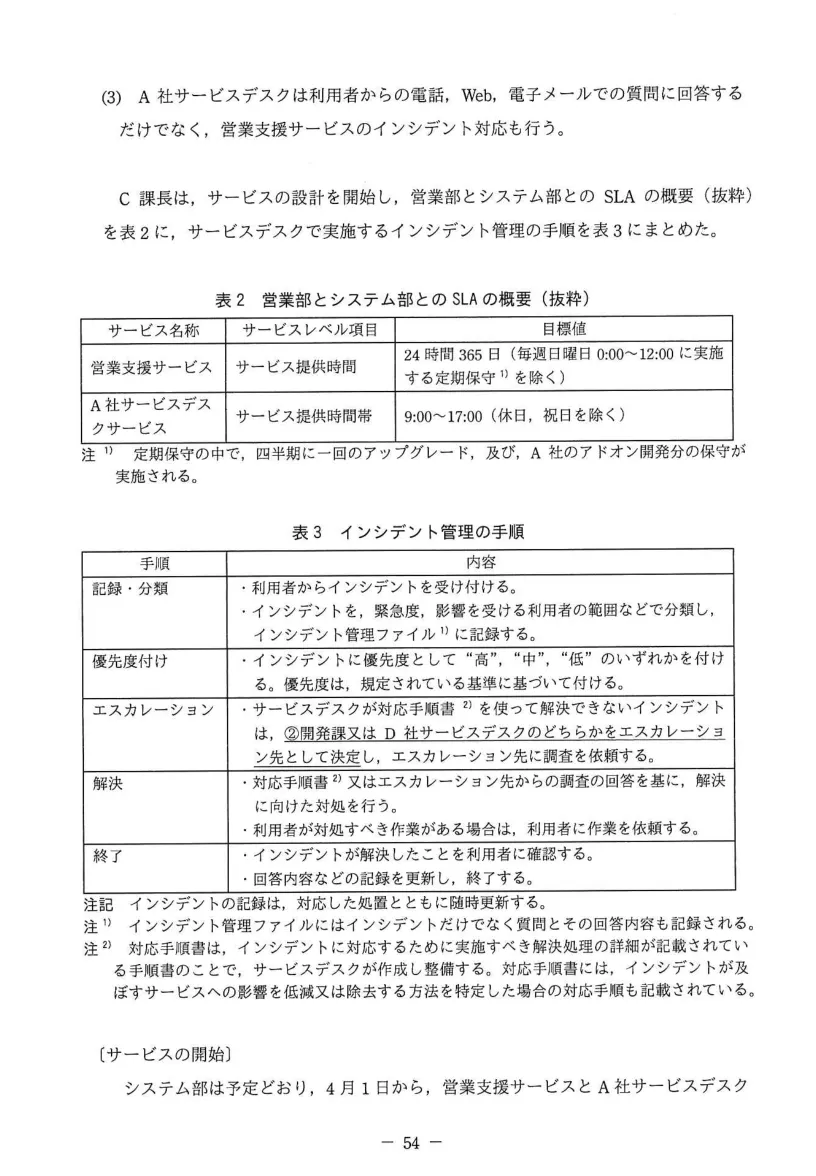 (3) A 社サービスデスクは利用者からの電話，Web，電子メールでの質問に回答する
だけでなく，営業支援サービスのインシデント対応も行う。
C 課長は，サービスの設計を開始し，営業部とシステム部との SLA の概要（抜粋）
を表 2 に，サービスデスクで実施するインシデント管理の手順を表 3 にまとめた。
表 2 営業部とシステム部との SLA の概要（抜粋）
サービス名称 サービスレベル項目 目標値
営業支援サービス サービス提供時間 24 時間 365 日（毎週日曜日 0:00～12:00 に実施
する定期保守 1) を除く）
A 社サービスデス
クサービス サービス提供時間帯 9:00～17:00（休日，祝日を除く）
注 1) 定期保守の中で，四半期に一回のアップグレード，及び，A 社のアドオン開発分の保守が
実施される。
表 3 インシデント管理の手順
手順 内容
記録・分類 ・利用者からインシデントを受け付ける。
・インシデントを，緊急度，影響を受ける利用者の範囲などで分類し，
インシデント管理ファイル 1) に記録する。
優先度付け ・インシデントに優先度として “高”，“中”，“低” のいずれかを付け
る。優先度は，規定されている基準に基づいて付ける。
エスカレーション ・サービスデスクが対応手順書 2) を使って解決できないインシデント
は，②開発課又は D 社サービスデスクのどちらかをエスカレーショ
ン先として決定し，エスカレーション先に調査を依頼する。
解決 ・対応手順書 2) 又はエスカレーション先からの調査の回答を基に，解決
に向けた対処を行う。
・利用者が対処すべき作業がある場合は，利用者に作業を依頼する。
終了 ・インシデントが解決したことを利用者に確認する。
・回答内容などの記録を更新し，終了する。
注記 インシデントの記録は，対応した処置とともに随時更新する。
注 1) インシデント管理ファイルにはインシデントだけでなく質問とその回答内容も記録される。
注 2) 対応手順書は，インシデントに対応するために実施すべき解決処理の詳細が記載されてい
る手順書のことで，サービスデスクが作成し整備する。対応手順書には，インシデントが及
ぼすサービスへの影響を低減又は除去する方法を特定した場合の対応手順も記載されている。
〔サービスの開始〕
システム部は予定どおり，4 月 1 日から，営業支援サービスと A 社サービスデスク
－ 54 －